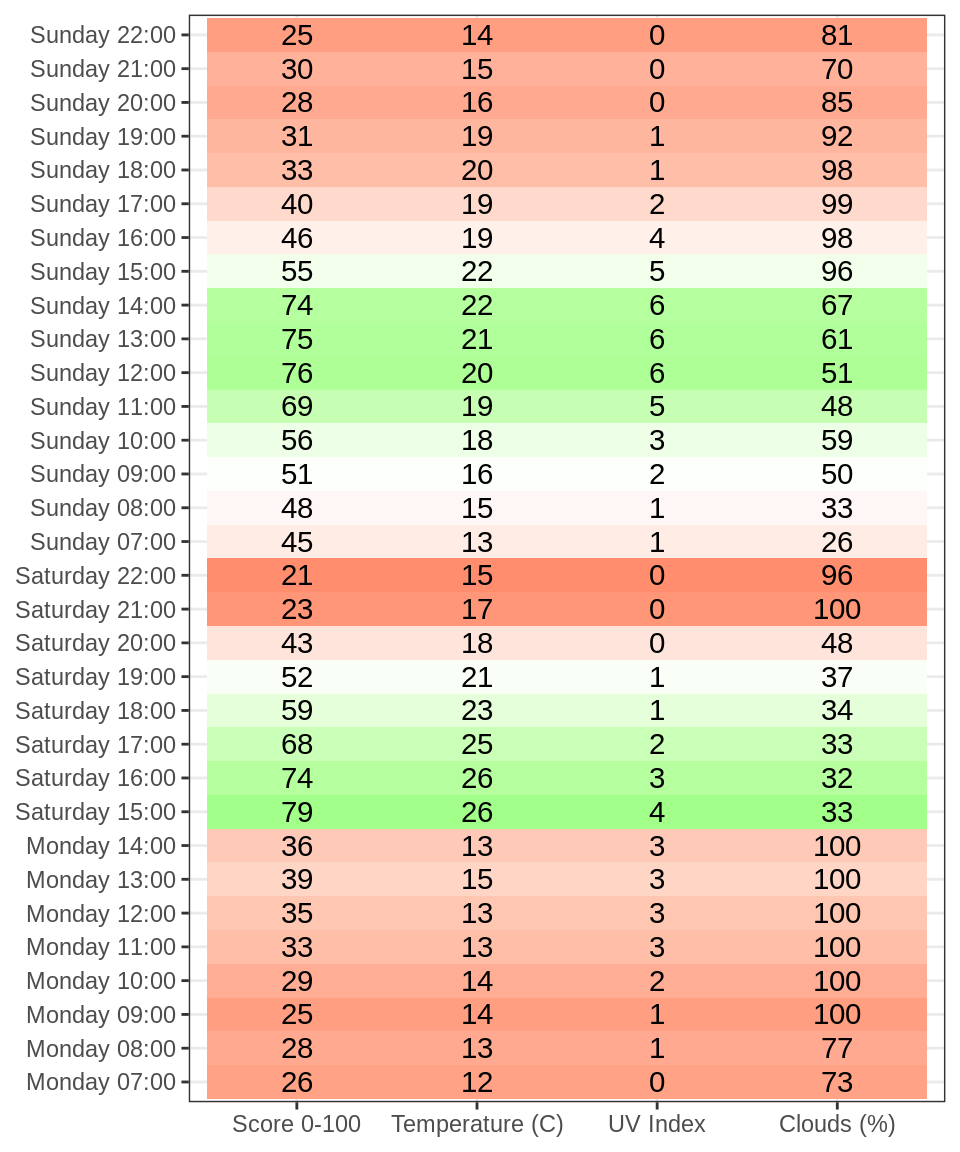 Sunday 22:00 25 14 0 81
Sunday 21:00 30 15 0 70
Sunday 20:00 28 16 0 85
Sunday 19:00 31 19 1 92
Sunday 18:00 33 20 1 98
Sunday 17:00 40 19 2 99
Sunday 16:00 46 19 4 98
Sunday 15:00 55 22 5 96
Sunday 14:00 74 22 6 67
Sunday 13:00 75 21 6 61
Sunday 12:00 76 20 6 51
Sunday 11:00 69 19 5 48
Sunday 10:00 56 18 3 59
Sunday 09:00 51 16 2 50
Sunday 08:00 48 15 1 33
Sunday 07:00 45 13 1 26
Saturday 22:00 21 15 0 96
Saturday 21:00 23 17 0 100
Saturday 20:00 43 18 0 48
Saturday 19:00 52 21 1 37
Saturday 18:00 59 23 1 34
Saturday 17:00 68 25 2 33
Saturday 16:00 74 26 3 32
Saturday 15:00 79 26 4 33
Monday 14:00 36 13 3 100
Monday 13:00 39 15 3 100
Monday 12:00 35 13 3 100
Monday 11:00 33 13 3 100
Monday 10:00 29 14 2 100
Monday 09:00 25 14 1 100
Monday 08:00 28 13 1 77
Monday 07:00 26 12 0 73
Score 0-100 Temperature (C) UV Index Clouds (%)